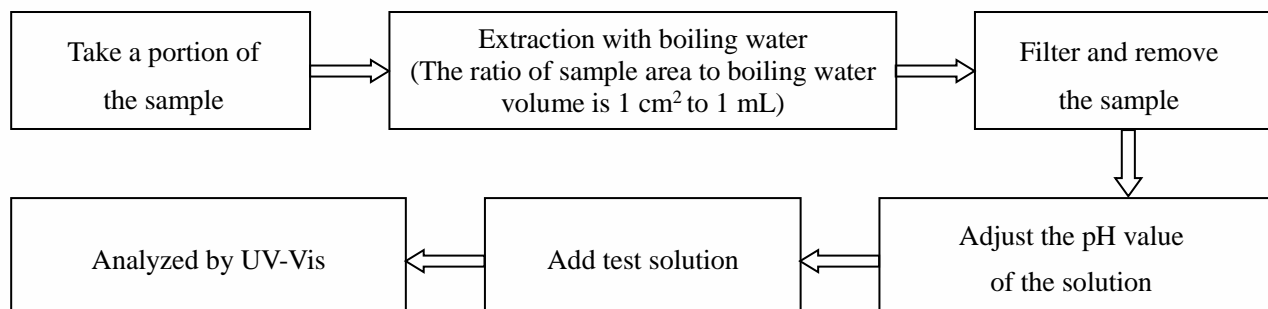 Take a portion of
the sample
Extraction with boiling water
(The ratio of sample area to boiling water
volume is 1 cm² to 1 mL)
Filter and remove
the sample
Adjust the pH value
of the solution
Add test solution
Analyzed by UV-Vis